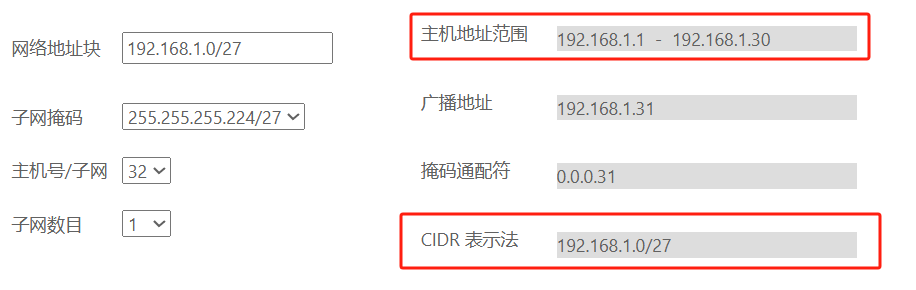 网络地址块 192.168.1.0/27
子网掩码 255.255.255.224/27
主机号/子网 32
子网数目 1
主机地址范围 192.168.1.1 - 192.168.1.30
广播地址 192.168.1.31
掩码通配符 0.0.0.31
CIDR 表示法 192.168.1.0/27